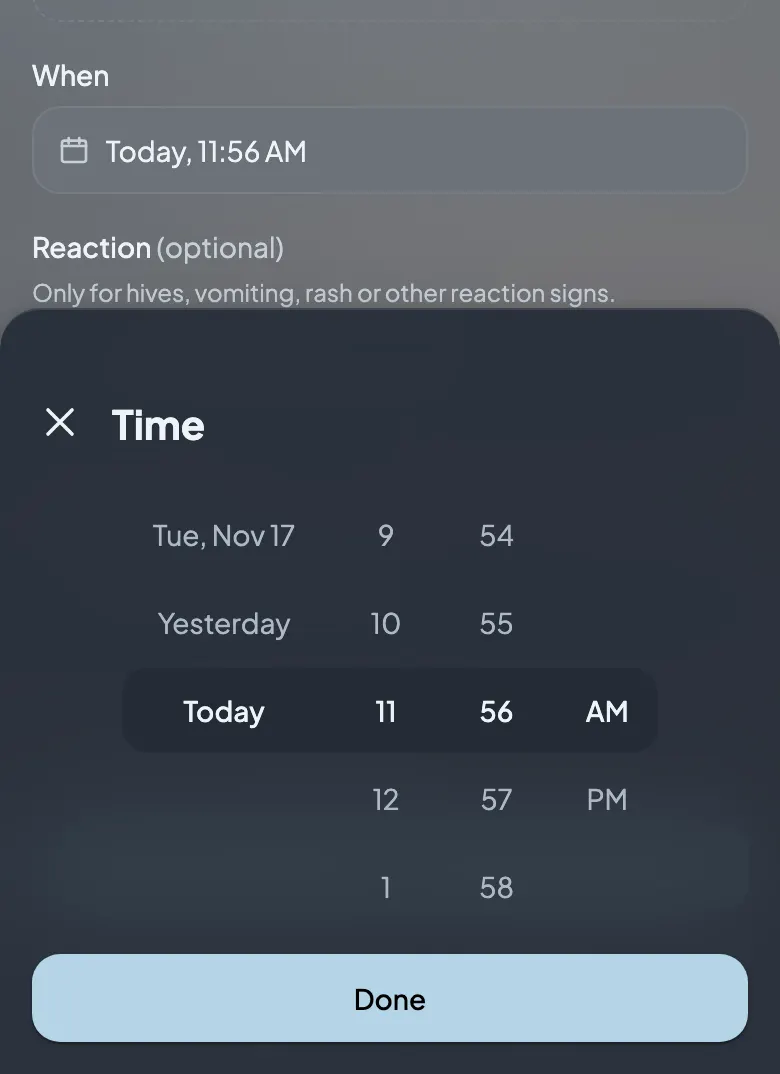 When
Today, 11:56 AM
Reaction (optional)
Only for hives, vomiting, rash or other reaction signs.
Time
Tue, Nov 17 9 54
Yesterday 10 55
Today 11 56 AM
12 57 PM
1 58
Done